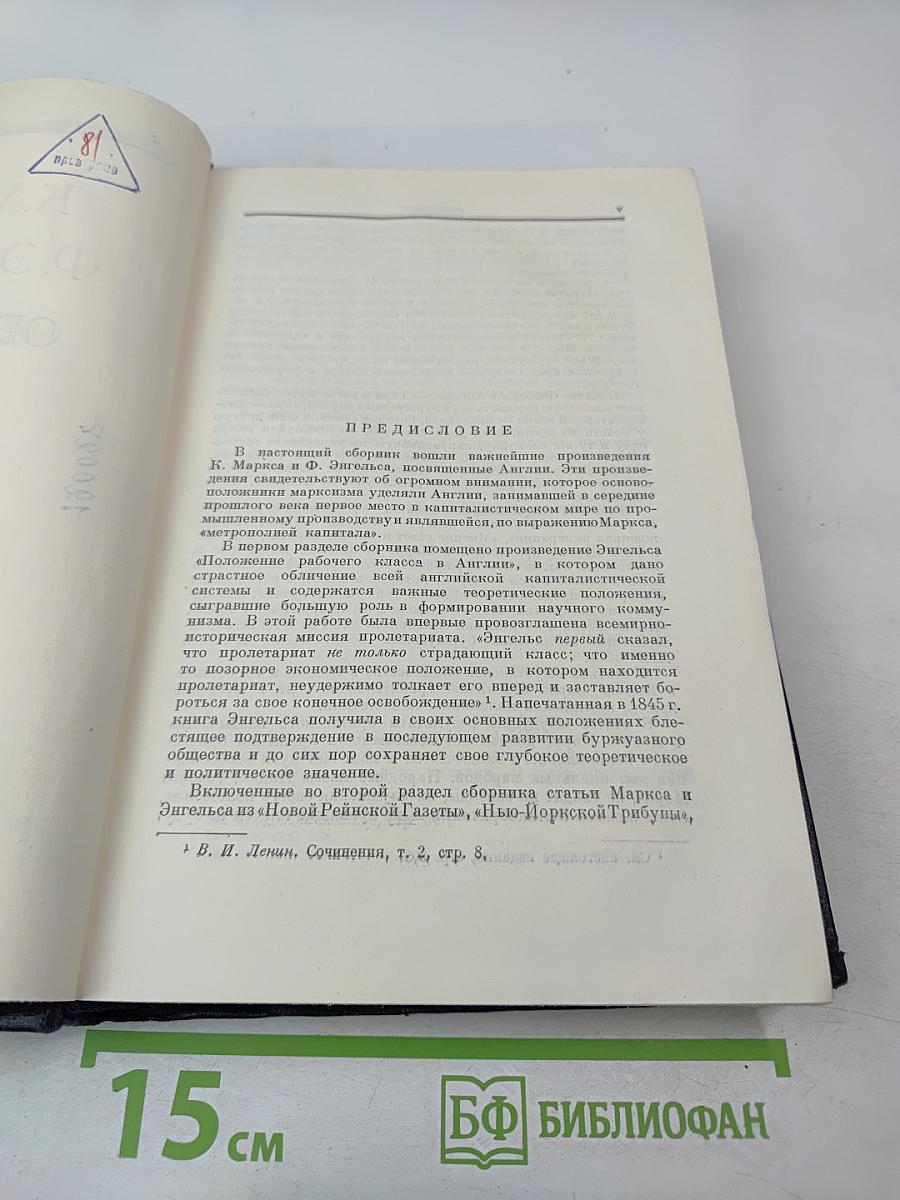 81
V
ПРЕДИСЛОВИЕ
В настоящий сборник вошли важнейшие произведения
К. Маркса и Ф. Энгельса, посвященные Англии. Эти произве-
дения свидетельствуют об огромном внимании, которое осново-
положники марксизма уделяли Англии, занимавшей в середине
прошлого века первое место в капиталистическом мире по про-
мышленному производству и являвшейся, по выражению Маркса,
«метрополией капитала».
В первом разделе сборника помещено произведение Энгельса
«Положение рабочего класса в Англии», в котором дано
страстное обличение всей английской капиталистической
системы и содержатся важные теоретические положения,
сыгравшие большую роль в формировании научного комму-
низма. В этой работе была впервые провозглашена всемирно-
историческая миссия пролетариата. «Энгельс первый сказал,
что пролетариат не только страдающий класс; что именно
то позорное экономическое положение, в котором находится
пролетариат, неудержимо толкает его вперед и заставляет бо-
роться за свое конечное освобождение» ¹. Напечатанная в 1845 г.
книга Энгельса получила в своих основных положениях бле-
стящее подтверждение в последующем развитии буржуазного
общества и до сих пор сохраняет свое глубокое теоретическое
и политическое значение.
Включенные во второй раздел сборника статьи Маркса и
Энгельса из «Новой Рейнской Газеты», «Нью-Йоркской Трибуны»,
¹ В. И. Ленин. Сочинения, т. 2, стр. 8.
15 см
БФ БИБЛИОФАН